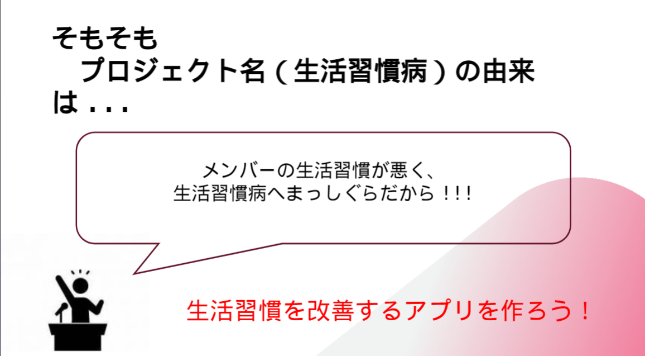 そもそも
　プロジェクト名(生活習慣病)の由来
は...
メンバーの生活習慣が悪く、
生活習慣病へまっしぐらだから!!!
生活習慣を改善するアプリを作ろう!